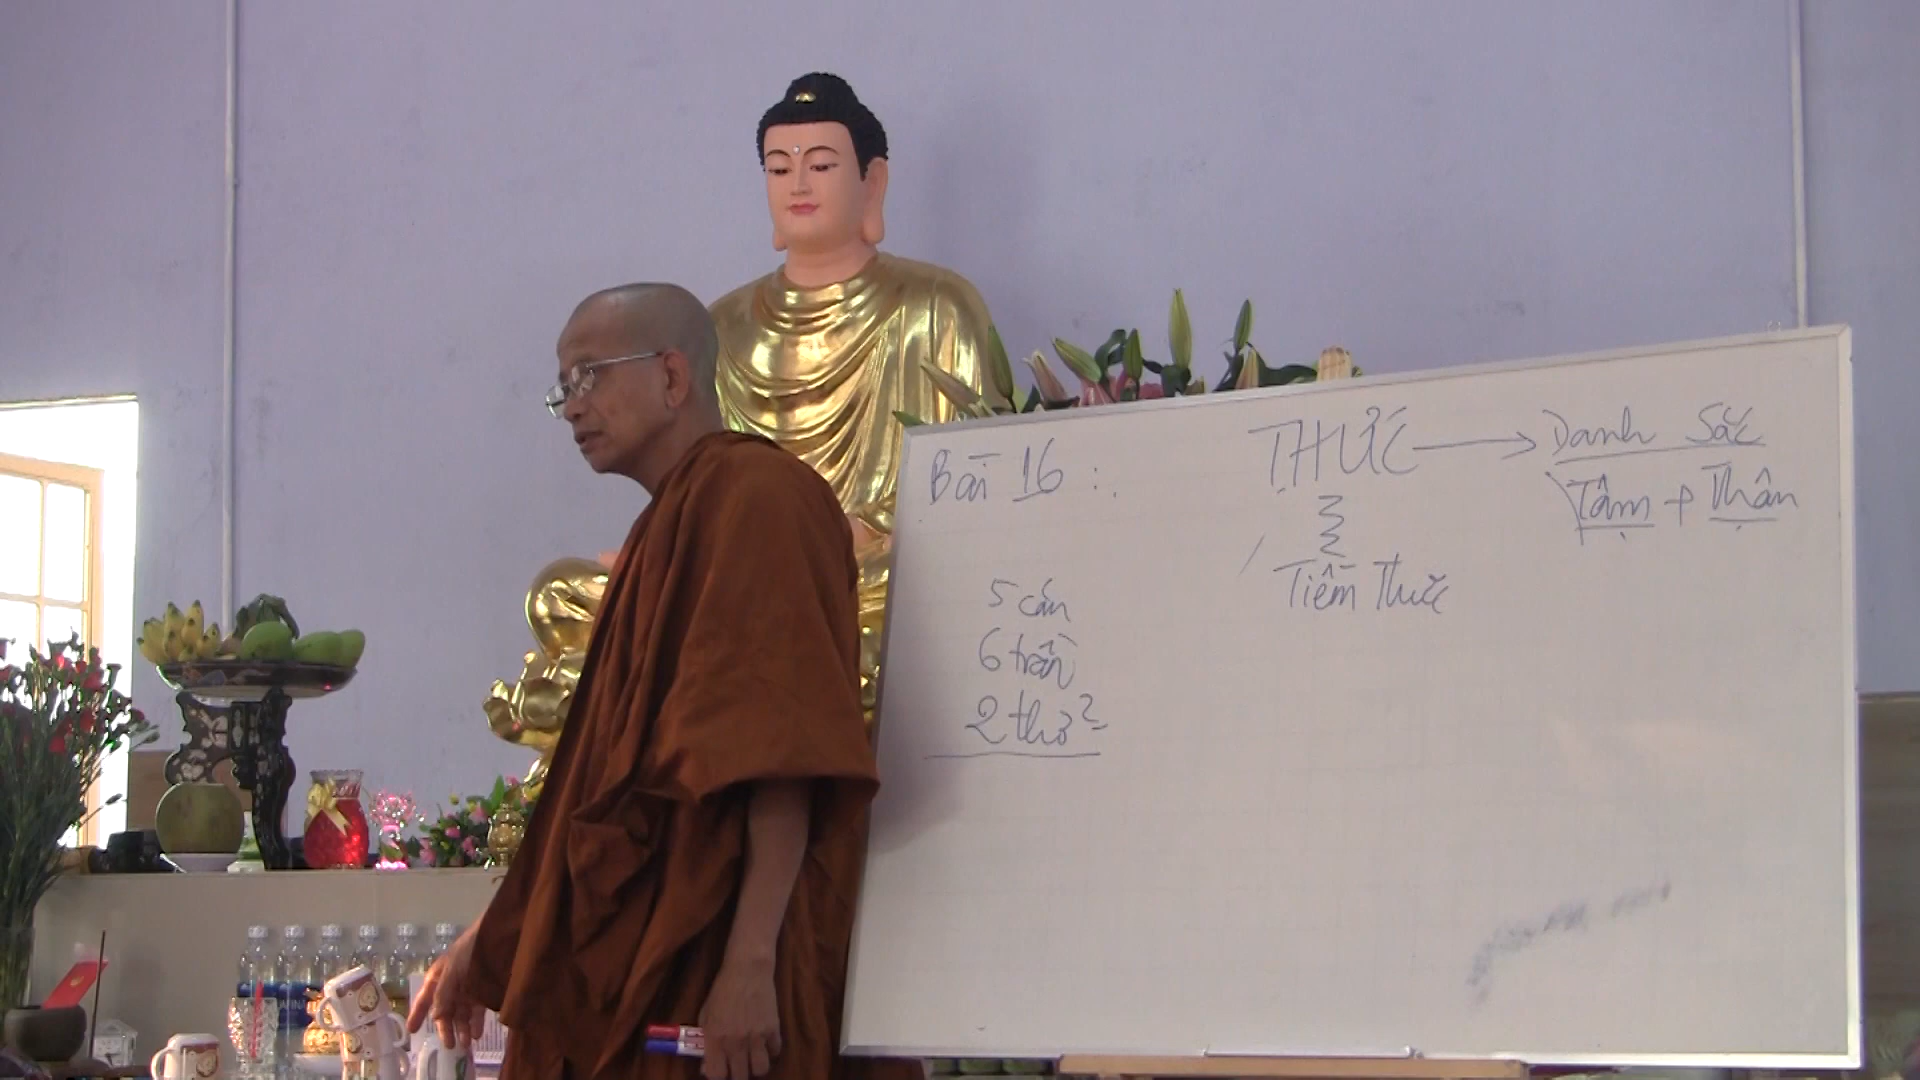 Bài 16 :
THỨC → Danh Sắc
Tâm + Thân
Tiềm Thức
5 căn
6 trần
2 thở